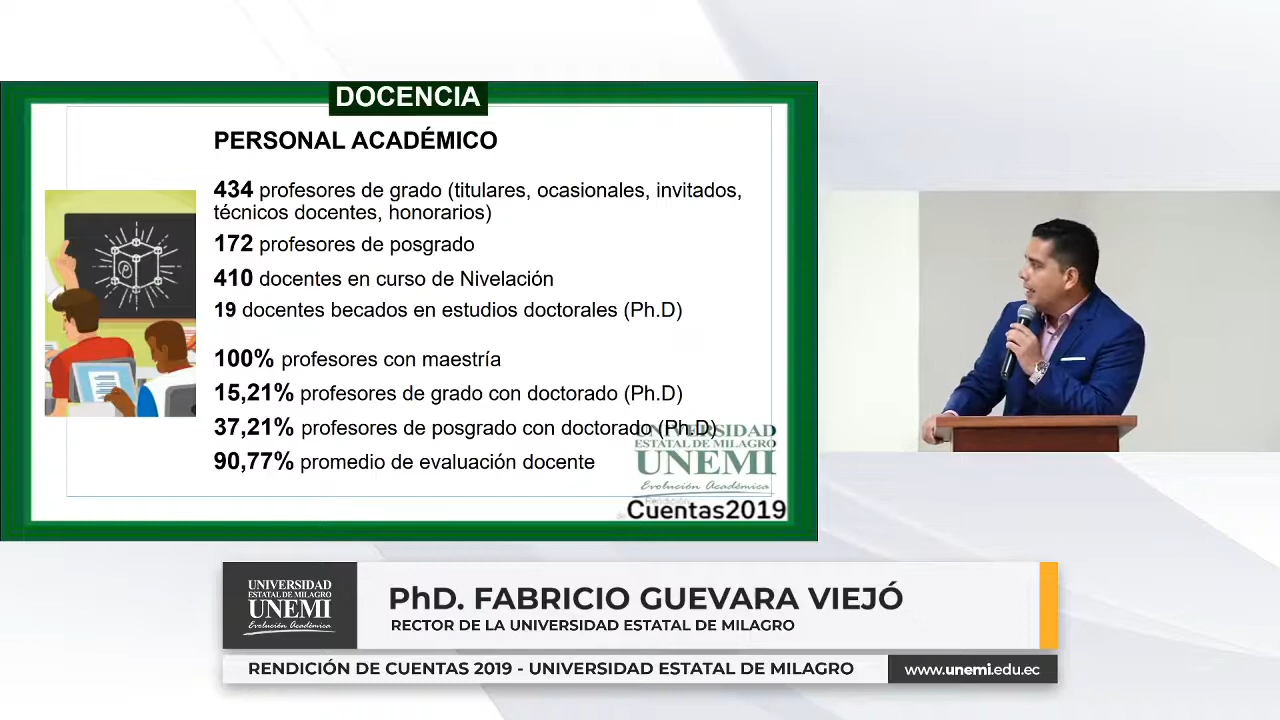 DOCENCIA
PERSONAL ACADÉMICO
434 profesores de grado (titulares, ocasionales, invitados,
técnicos docentes, honorarios)
172 profesores de posgrado
410 docentes en curso de Nivelación
19 docentes becados en estudios doctorales (Ph.D)
100% profesores con maestría
15,21% profesores de grado con doctorado (Ph.D)
37,21% profesores de posgrado con doctorado (Ph.D)
90,77% promedio de evaluación docente
UNIVERSIDAD
ESTATAL DE MILAGRO
UNEMI
Evolución Académica
Rendición
de Cuentas2019
UNIVERSIDAD
ESTATAL DE MILAGRO
UNEMI
Evolución Académica
PhD. FABRICIO GUEVARA VIEJÓ
RECTOR DE LA UNIVERSIDAD ESTATAL DE MILAGRO
RENDICIÓN DE CUENTAS 2019 - UNIVERSIDAD ESTATAL DE MILAGRO
www.unemi.edu.ec